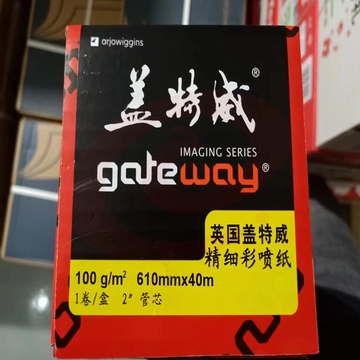 arjowiggins
盖特威®
IMAGING SERIES
gateway®
英国盖特威
精细彩喷纸
100 g/m² 610mmx40m
1卷/盒 2" 管芯